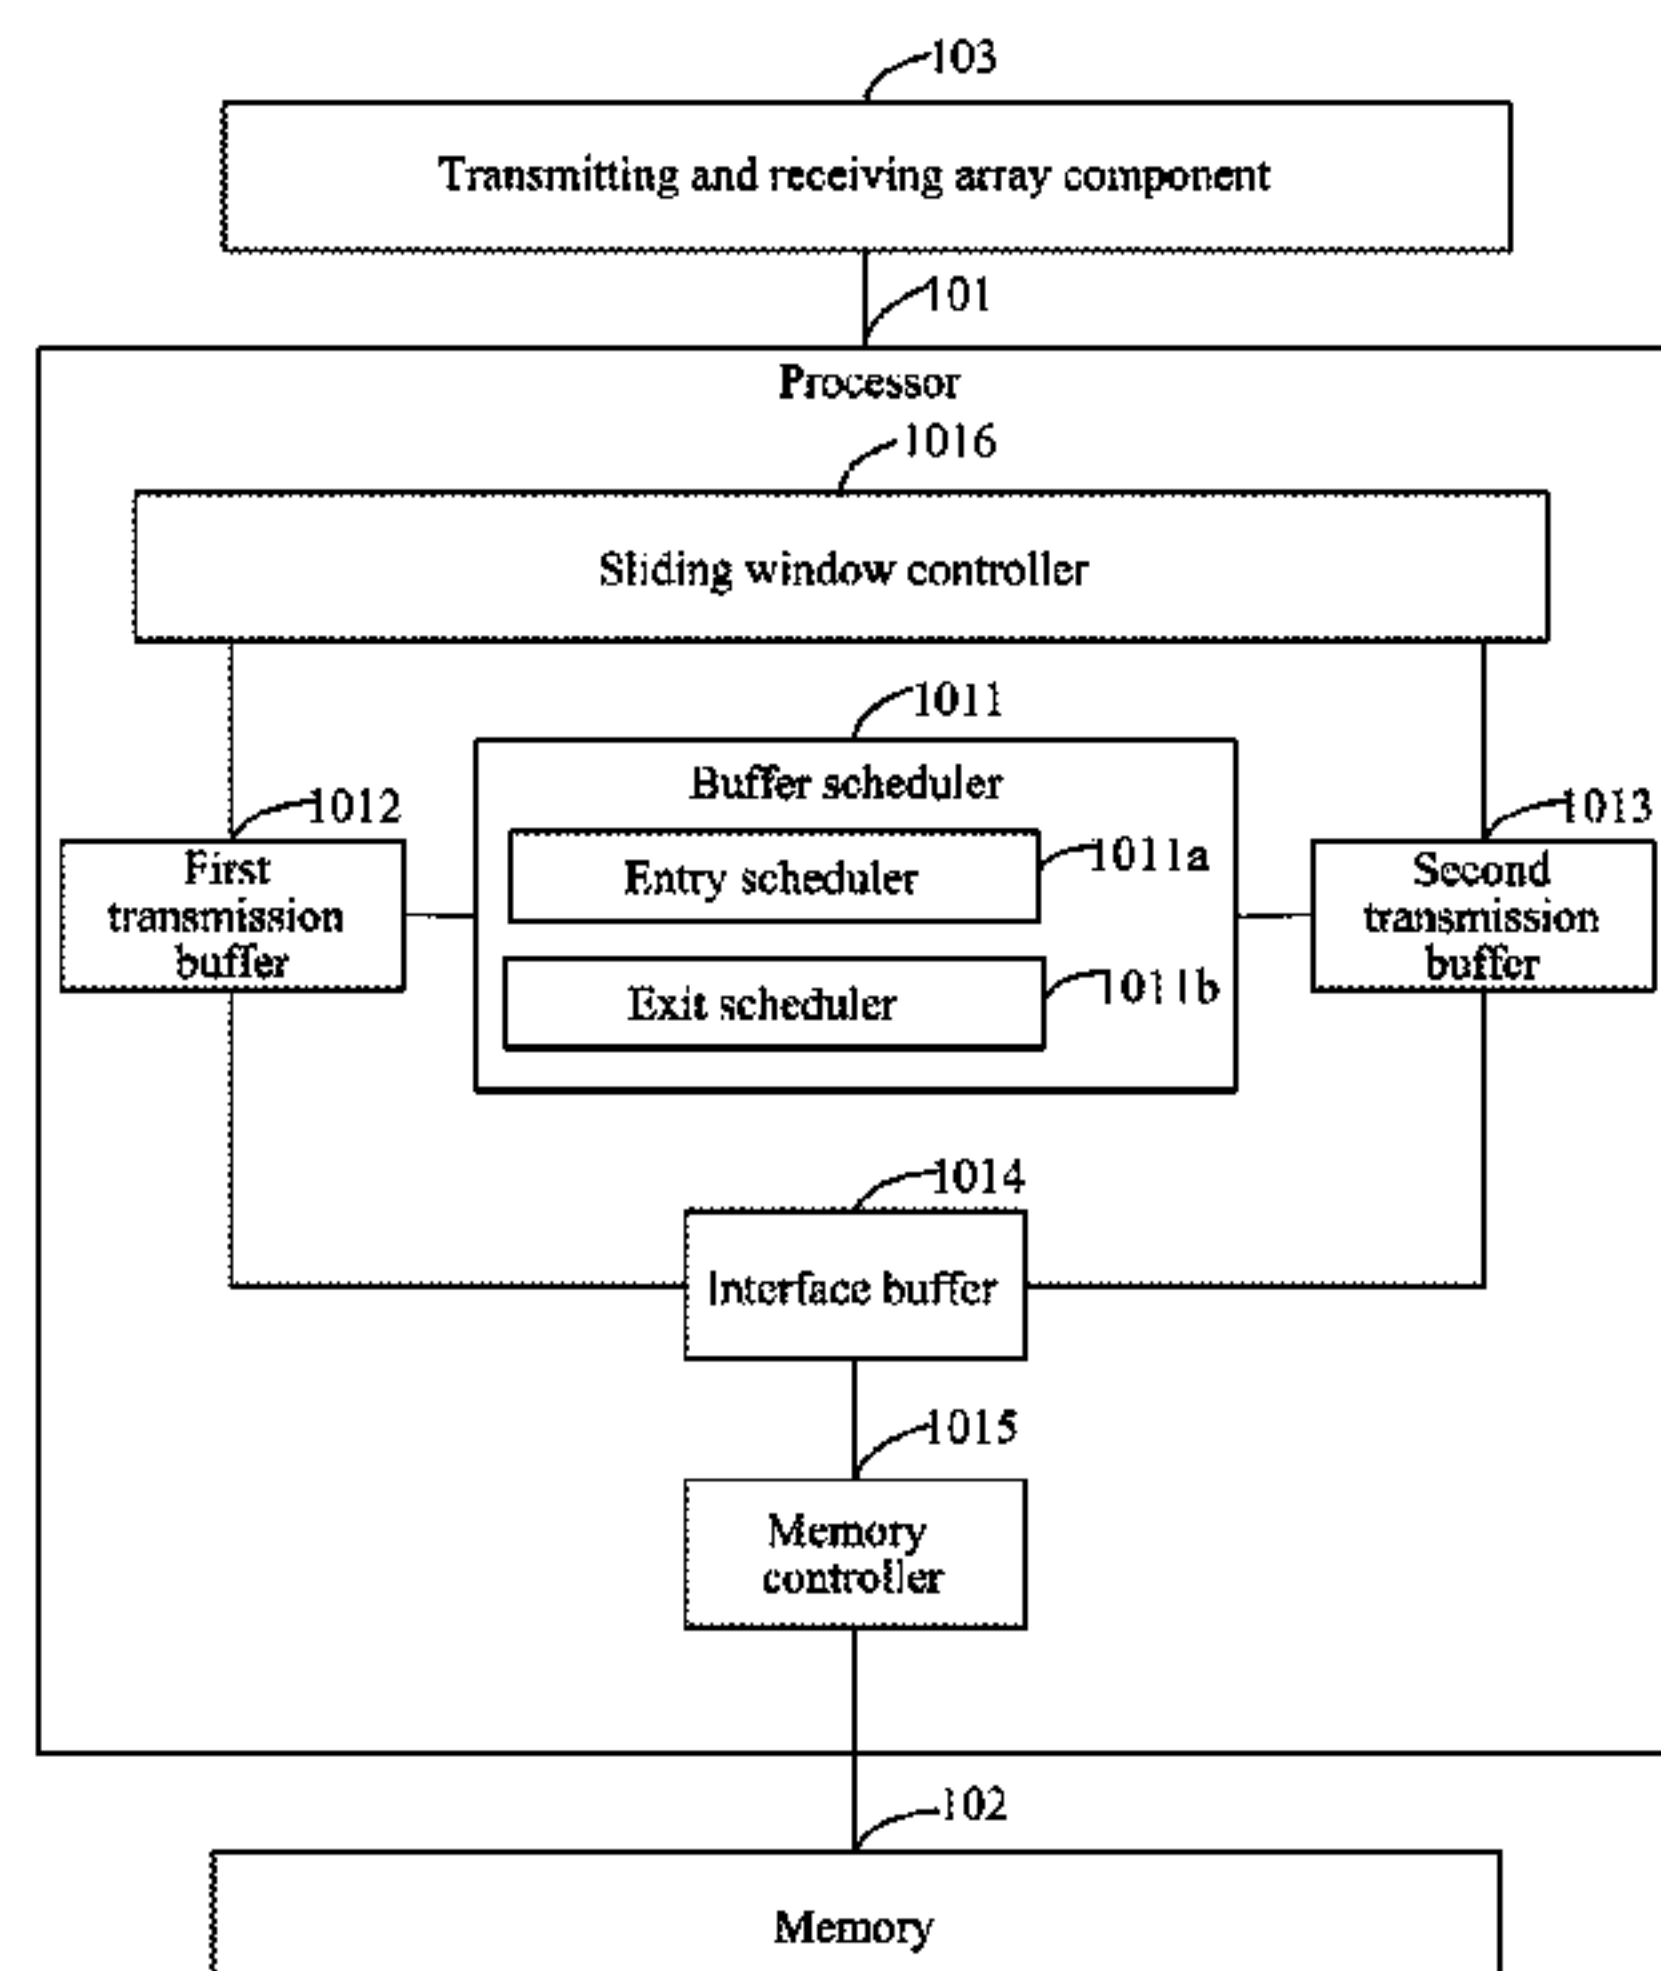 103
Transmitting and receiving array component
101
Processor
1016
Sliding window controller
1011
Buffer scheduler
1012
1013
First
transmission
buffer
Entry scheduler
1011a
Second
transmission
buffer
Exit scheduler
1011b
1014
Interface buffer
1015
Memory
controller
102
Memory